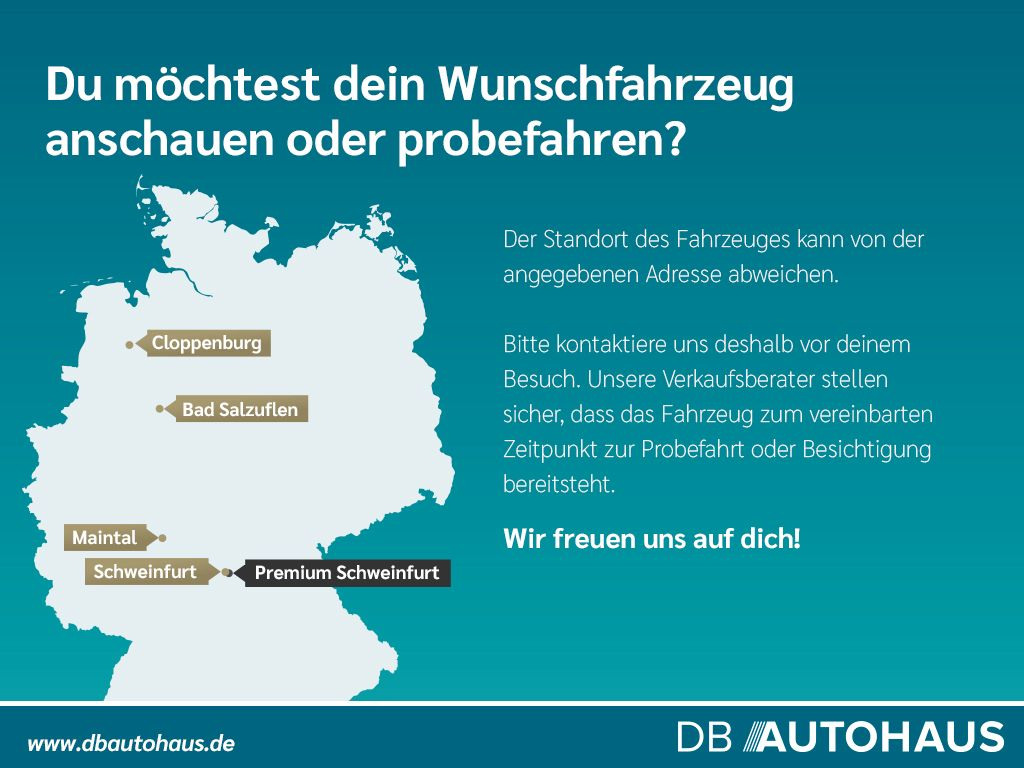 Du möchtest dein Wunschfahrzeug
anschauen oder probefahren?
Der Standort des Fahrzeuges kann von der
angegebenen Adresse abweichen.
Bitte kontaktiere uns deshalb vor deinem
Besuch. Unsere Verkaufsberater stellen
sicher, dass das Fahrzeug zum vereinbarten
Zeitpunkt zur Probefahrt oder Besichtigung
bereitsteht.
Wir freuen uns auf dich!
Cloppenburg
Bad Salzuflen
Maintal
Schweinfurt
Premium Schweinfurt
www.dbautohaus.de
DB AUTOHAUS